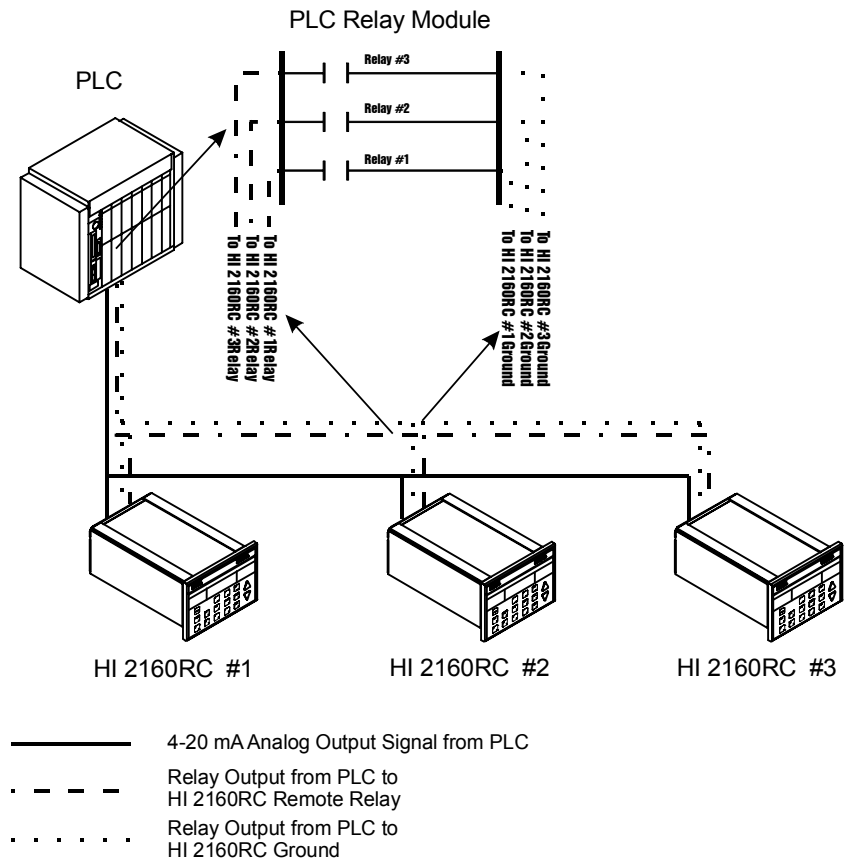 PLC Relay Module
PLC
Relay #3
Relay #2
Relay #1
To HI 2160RC #1Relay
To HI 2160RC #2Relay
To HI 2160RC #3Relay
To HI 2160RC #3Ground
To HI 2160RC #2Ground
To HI 2160RC #1Ground
HI 2160RC #1
HI 2160RC #2
HI 2160RC #3
4-20 mA Analog Output Signal from PLC
Relay Output from PLC to
HI 2160RC Remote Relay
Relay Output from PLC to
HI 2160RC Ground